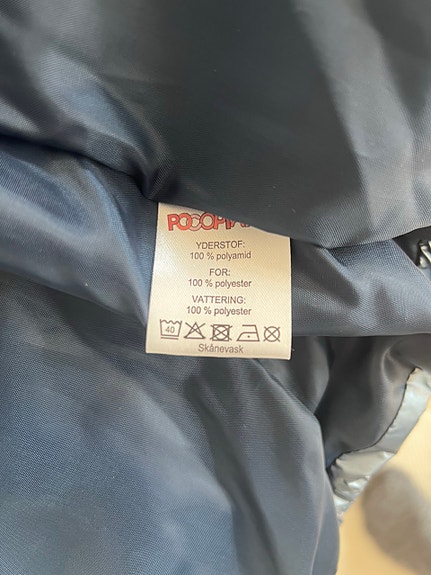 YDERSTOF:
100 % polyamid
FOR:
100 % polyester
VATTERING:
100 % polyester
40
Skånevask